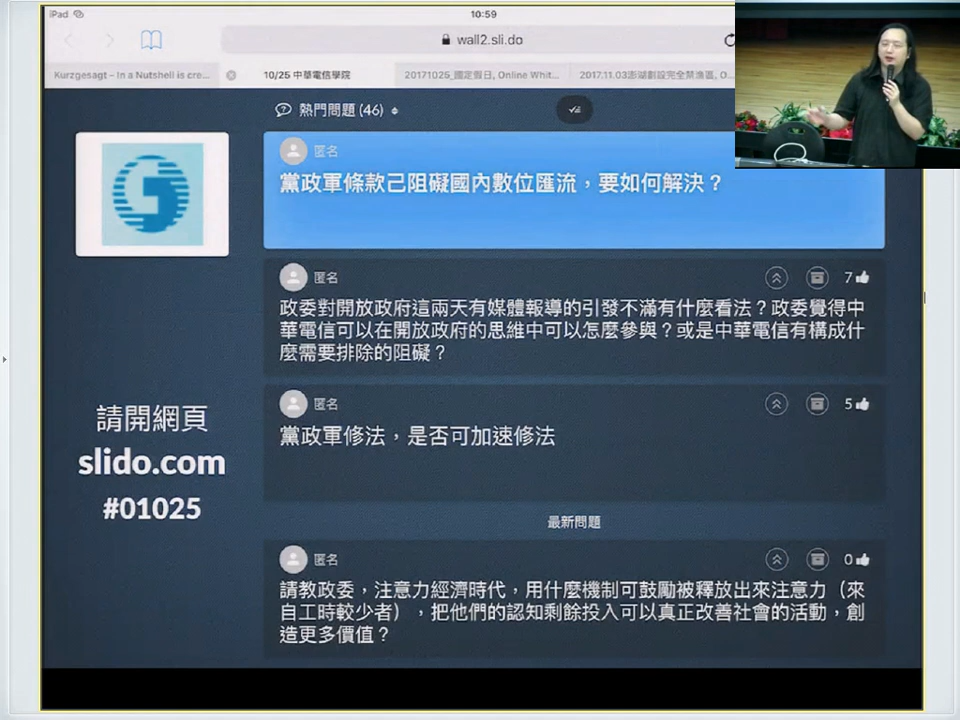 iPad
10:59
wall2.sli.do
Kurzgesagt – In a Nutshell is cre...
10/25 中華電信學院
20171025_國定假日, Online Whit...
2017.11.03澎湖劃設完全禁漁區, O...
熱門問題 (46)
匿名
黨政軍條款已阻礙國內數位匯流，要如何解決？
匿名
7
政委對開放政府這兩天有媒體報導的引發不滿有什麼看法？政委覺得中
華電信可以在開放政府的思維中可以怎麼參與？或是中華電信有構成什
麼需要排除的阻礙？
匿名
5
黨政軍修法，是否可加速修法
請開網頁
slido.com
#01025
最新問題
匿名
0
請教政委，注意力經濟時代，用什麼機制可鼓勵被釋放出來注意力（來
自工時較少者），把他們的認知剩餘投入可以真正改善社會的活動，創
造更多價值？